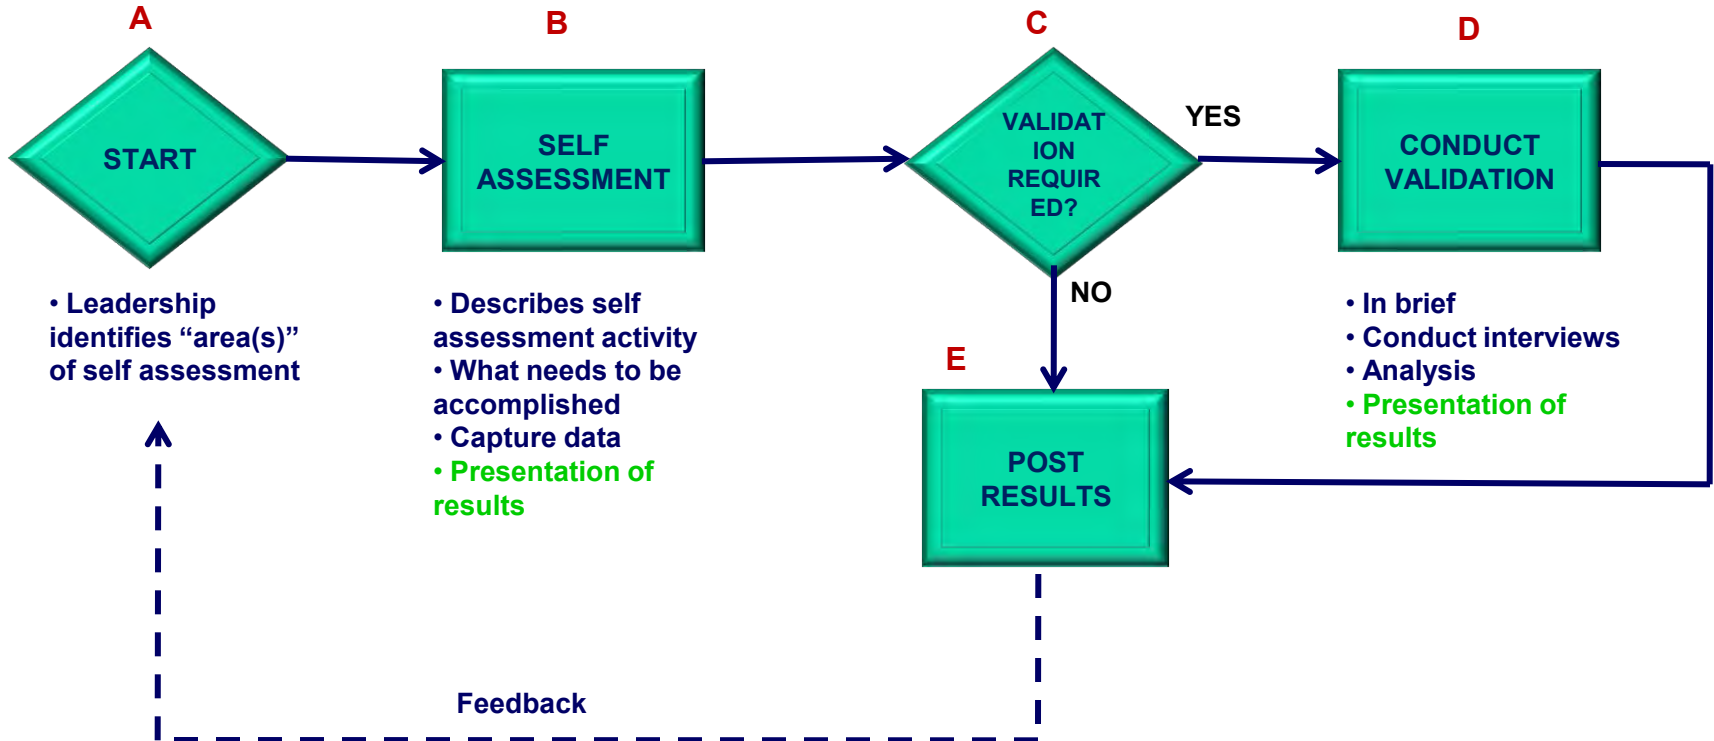 A
START
• Leadership
identifies “area(s)”
of self assessment
B
SELF
ASSESSMENT
• Describes self
assessment activity
• What needs to be
accomplished
• Capture data
• Presentation of
results
C
VALIDAT
ION
REQUIR
ED?
YES
NO
D
CONDUCT
VALIDATION
• In brief
• Conduct interviews
• Analysis
• Presentation of
results
E
POST
RESULTS
Feedback